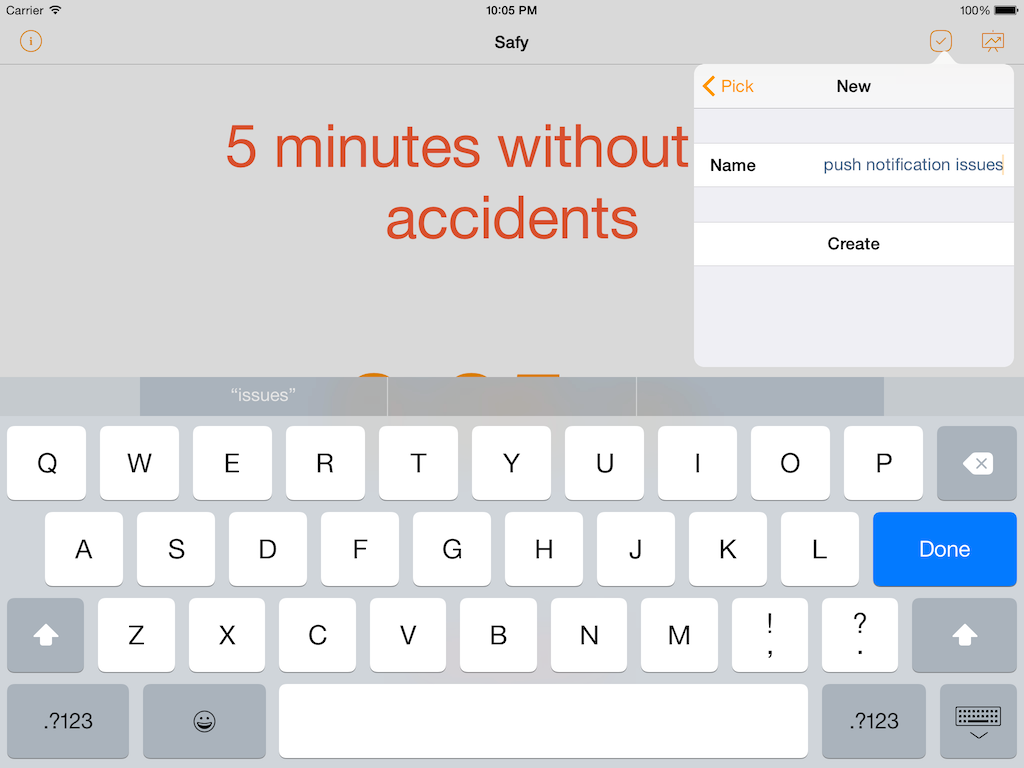 Carrier 10:05 PM 100%
Safy
Pick New
5 minutes without
accidents
Name push notification issues
Create
“issues”
Q W E R T Y U I O P
A S D F G H J K L Done
Z X C V B N M ! , ? .
.?123 .?123